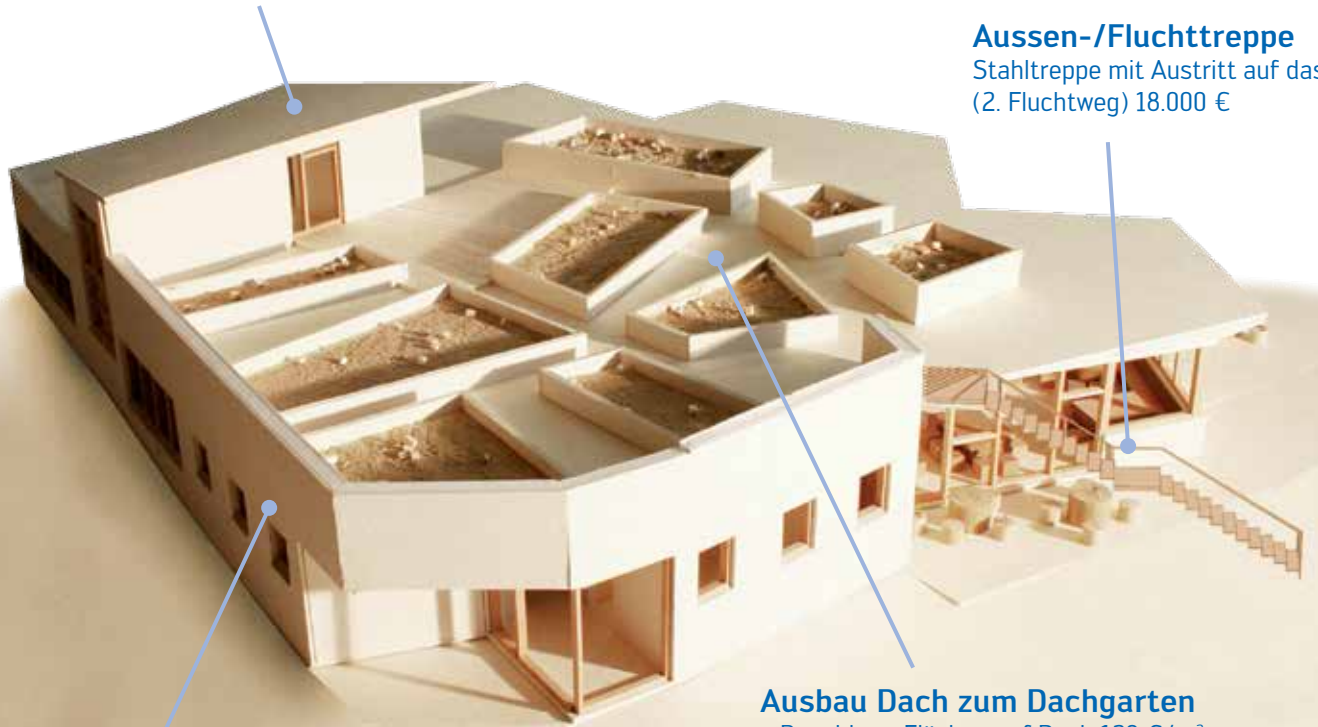 Aussen-/Fluchttreppe
Stahltreppe mit Austritt auf das
(2. Fluchtweg) 18.000 €
Ausbau Dach zum Dachgarten